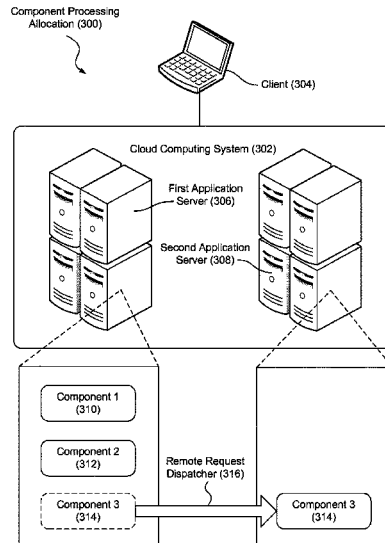 Component Processing
Allocation (300)
Client (304)
Cloud Computing System (302)
First Application
Server (306)
Second Application
Server (308)
Component 1
(310)
Component 2
(312)
Remote Request
Dispatcher (316)
Component 3
(314)
Component 3
(314)